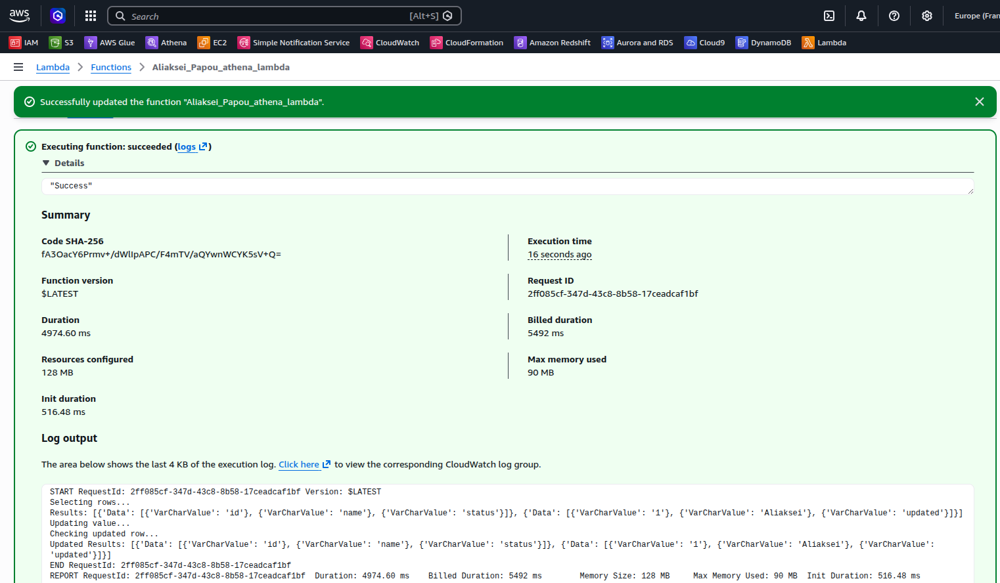 aws
Search
[Alt+S]
Europe (Fran
IAM
S3
AWS Glue
Athena
EC2
Simple Notification Service
CloudWatch
CloudFormation
Amazon Redshift
Aurora and RDS
Cloud9
DynamoDB
Lambda
Lambda > Functions > Aliaksei_Papou_athena_lambda
Successfully updated the function "Aliaksei_Papou_athena_lambda".
Executing function: succeeded (logs)
Details
"Success"
Summary
Code SHA-256
fA3OacY6Prmv+/dWlIpAPC/F4mTV/aQYwnWCYK5sV+Q=
Execution time
16 seconds ago
Function version
$LATEST
Request ID
2ff085cf-347d-43c8-8b58-17ceadcaf1bf
Duration
4974.60 ms
Billed duration
5492 ms
Resources configured
128 MB
Max memory used
90 MB
Init duration
516.48 ms
Log output
The area below shows the last 4 KB of the execution log. Click here to view the corresponding CloudWatch log group.
START RequestId: 2ff085cf-347d-43c8-8b58-17ceadcaf1bf Version: $LATEST
Selecting rows...
Results: [{'Data': [{'VarCharValue': 'id'}, {'VarCharValue': 'name'}, {'VarCharValue': 'status'}]}, {'Data': [{'VarCharValue': '1'}, {'VarCharValue': 'Aliaksei'}, {'VarCharValue': 'updated'}]}]
Updating value...
Checking updated row...
Updated Results: [{'Data': [{'VarCharValue': 'id'}, {'VarCharValue': 'name'}, {'VarCharValue': 'status'}]}, {'Data': [{'VarCharValue': '1'}, {'VarCharValue': 'Aliaksei'}, {'VarCharValue':
'updated'}]}]
END RequestId: 2ff085cf-347d-43c8-8b58-17ceadcaf1bf
REPORT RequestId: 2ff085cf-347d-43c8-8b58-17ceadcaf1bf Duration: 4974.60 ms Billed Duration: 5492 ms Memory Size: 128 MB Max Memory Used: 90 MB Init Duration: 516.48 ms